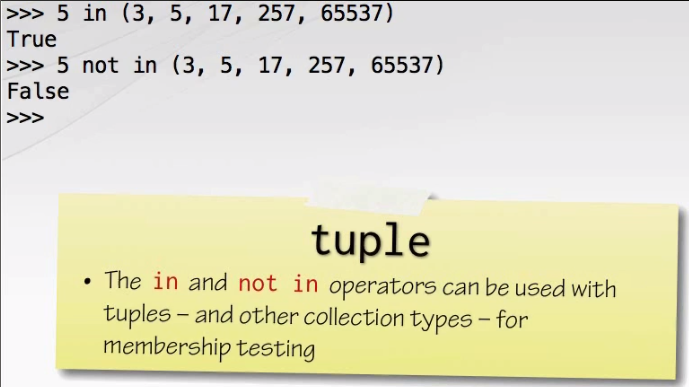 >>> 5 in (3, 5, 17, 257, 65537)
True
>>> 5 not in (3, 5, 17, 257, 65537)
False
>>>
tuple
• The in and not in operators can be used with
tuples – and other collection types – for
membership testing